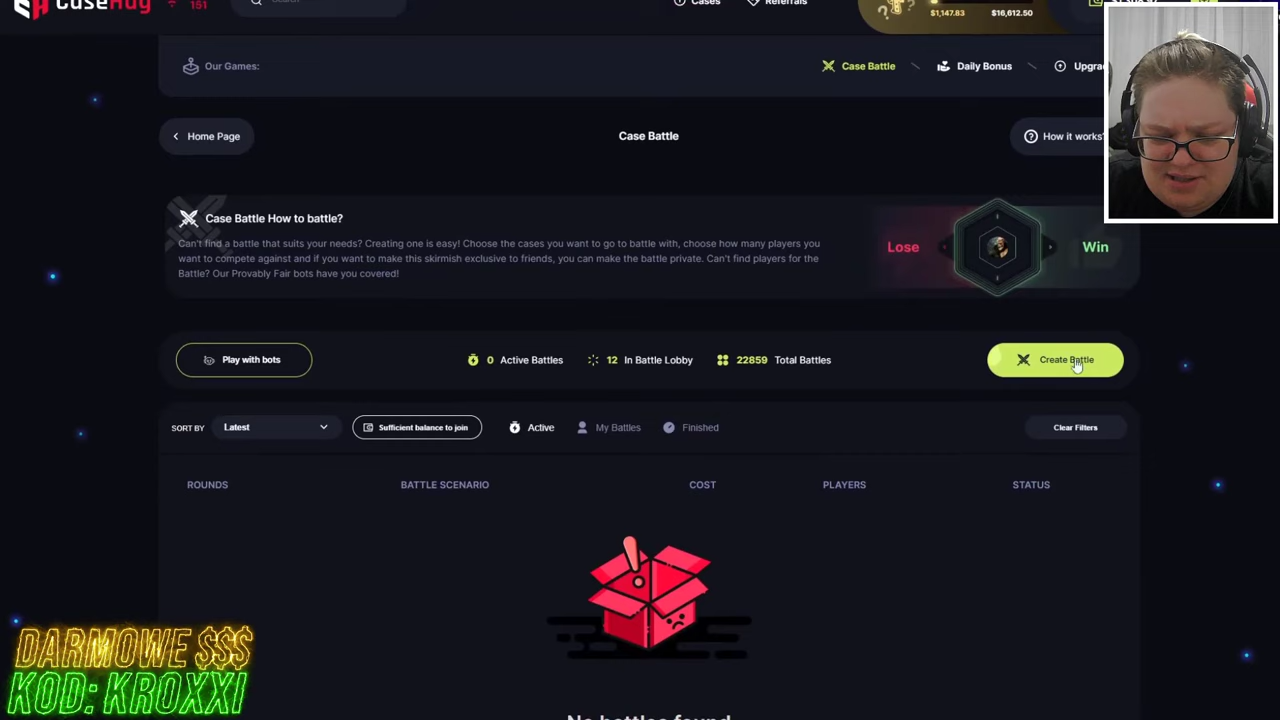 CaseHug
151
Search
Cases
Referrals
$1,147.83
$16,612.50
Our Games:
Case Battle
Daily Bonus
Home Page
Case Battle
How it works?
Case Battle How to battle?
Can't find a battle that suits your needs? Creating one is easy! Choose the cases you want to go to battle with, choose how many players you
want to compete against and if you want to make this skirmish exclusive to friends, you can make the battle private. Can't find players for the
Battle? Our Provably Fair bots have you covered!
Lose
Win
Play with bots
0 Active Battles
12 In Battle Lobby
22859 Total Battles
Create Battle
SORT BY
Latest
Sufficient balance to join
Active
My Battles
Finished
Clear Filters
ROUNDS
BATTLE SCENARIO
COST
PLAYERS
STATUS
No battles found
DARMOWE $$$
KOD: KROXXI